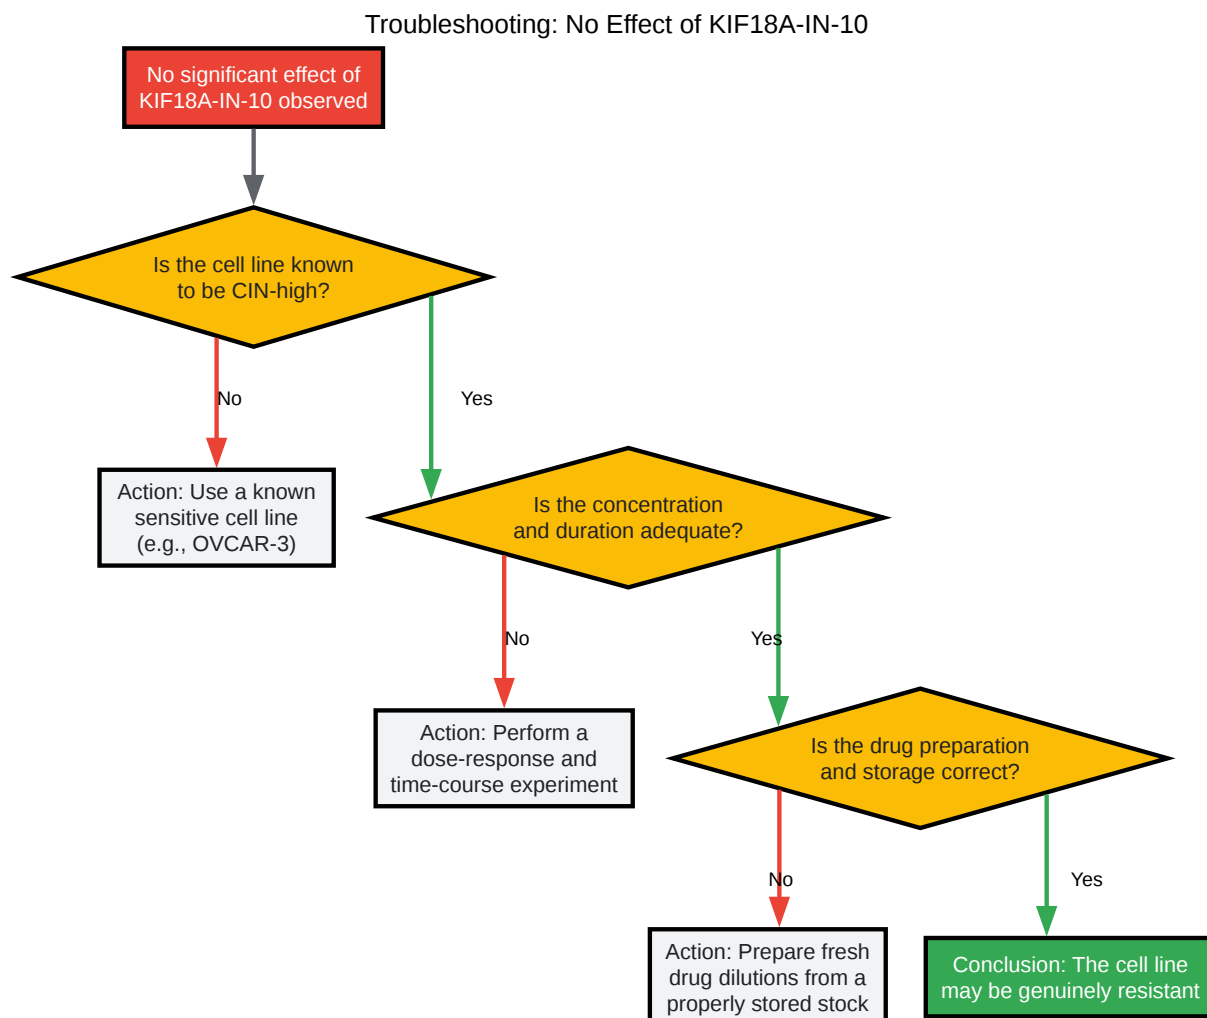 Troubleshooting: No Effect of KIF18A-IN-10
No significant effect of
KIF18A-IN-10 observed
Is the cell line known
to be CIN-high?
No
Yes
Action: Use a known
sensitive cell line
(e.g., OVCAR-3)
Is the concentration
and duration adequate?
No
Yes
Action: Perform a
dose-response and
time-course experiment
Is the drug preparation
and storage correct?
No
Yes
Action: Prepare fresh
drug dilutions from a
properly stored stock
Conclusion: The cell line
may be genuinely resistant